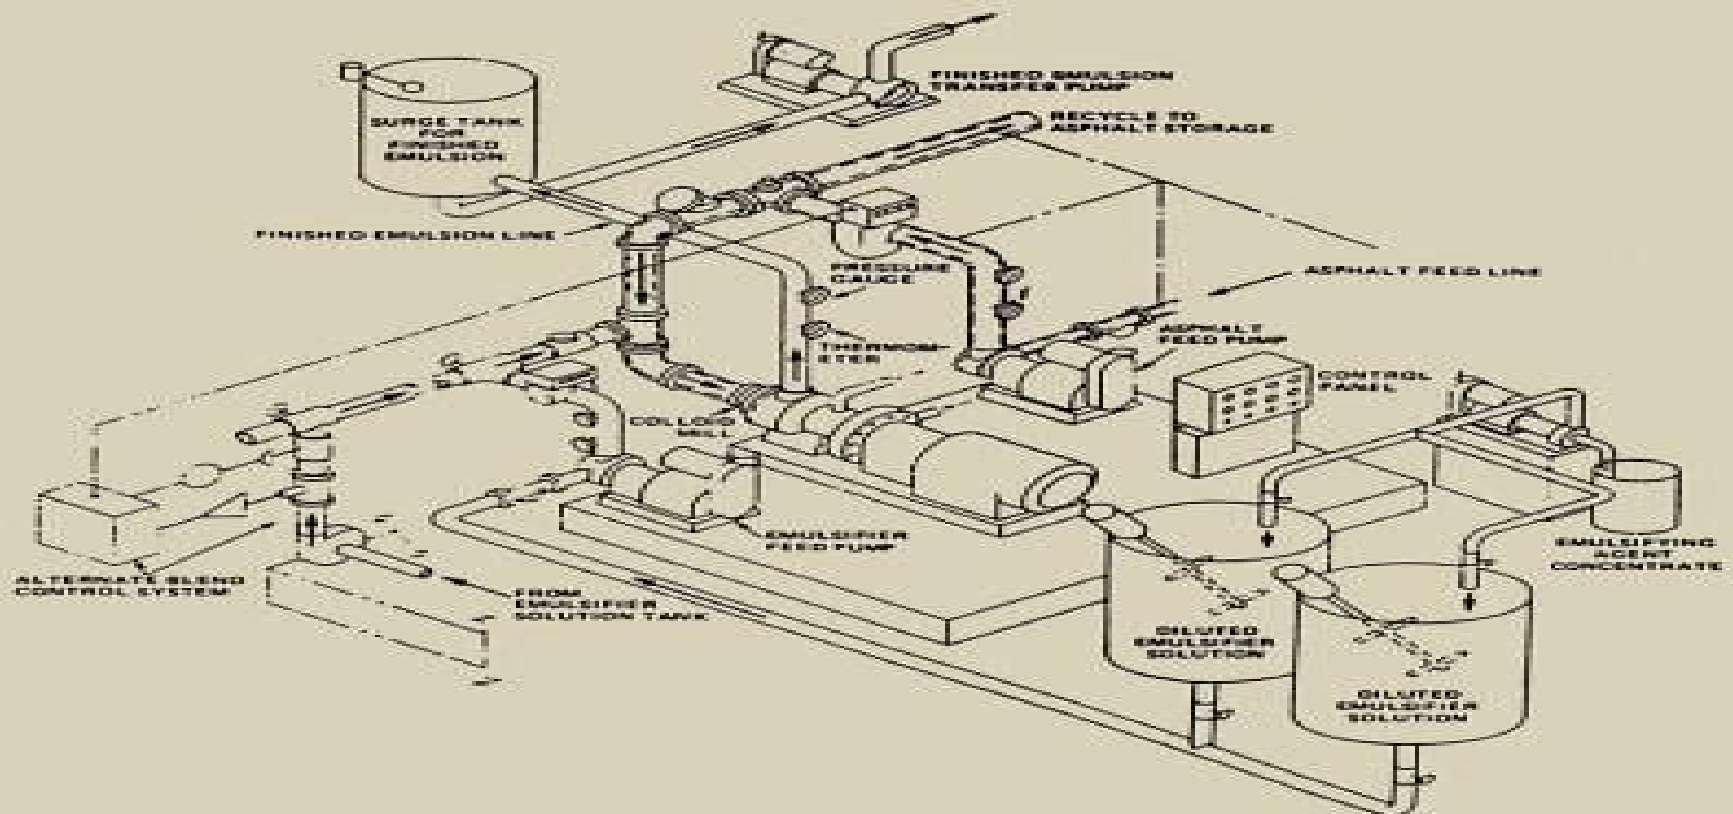 FINISHED EMULSION
TRANSFER PUMP
RECYCLE TO
ASPHALT STORAGE
SURGE TANK
FOR
FINISHED
EMULSION
FINISHED EMULSION LINE
PRESSURE
GAUGE
ASPHALT FEED LINE
THERMOM-
ETER
ASPHALT
FEED PUMP
CONTROL
PANEL
COLLOID
MILL
EMULSIFIER
FEED PUMP
EMULSIFYING
AGENT
CONCENTRATE
ALTERNATE BLEND
CONTROL SYSTEM
FROM
EMULSIFIER
SOLUTION TANK
DILUTED
EMULSIFIER
SOLUTION
DILUTED
EMULSIFIER
SOLUTION